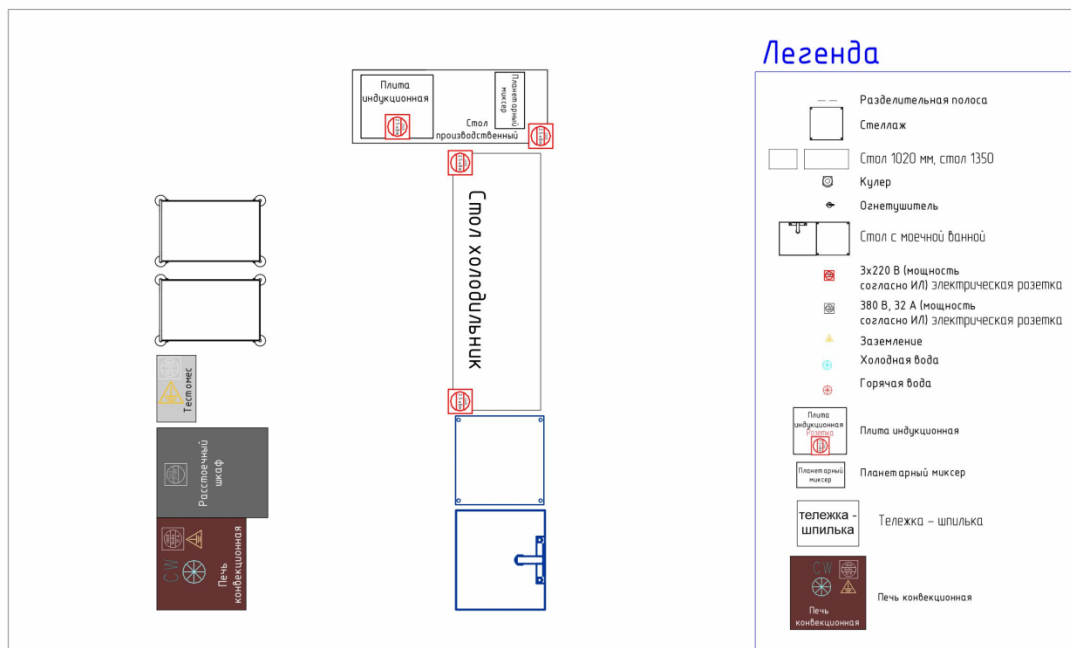 Легенда
Плита
индукционная
Планетарный
миксер
Стол
производственный
Стол холодильник
Тестомес
Расстоечный
шкаф
CW
Печь
конвекционная
Разделительная полоса
Стеллаж
Стол 1020 мм, стол 1350
Кулер
Огнетушитель
Стол с моечной ванной
3х220 В (мощность
согласно ИЛ) электрическая розетка
380 В, 32 А (мощность
согласно ИЛ) электрическая розетка
Заземление
Холодная вода
Горячая вода
Плита
индукционная
Розетка
Плита индукционная
Планетарный
миксер
Планетарный миксер
тележка -
шпилька
Тележка – шпилька
CW
Печь
конвекционная
Печь конвекционная